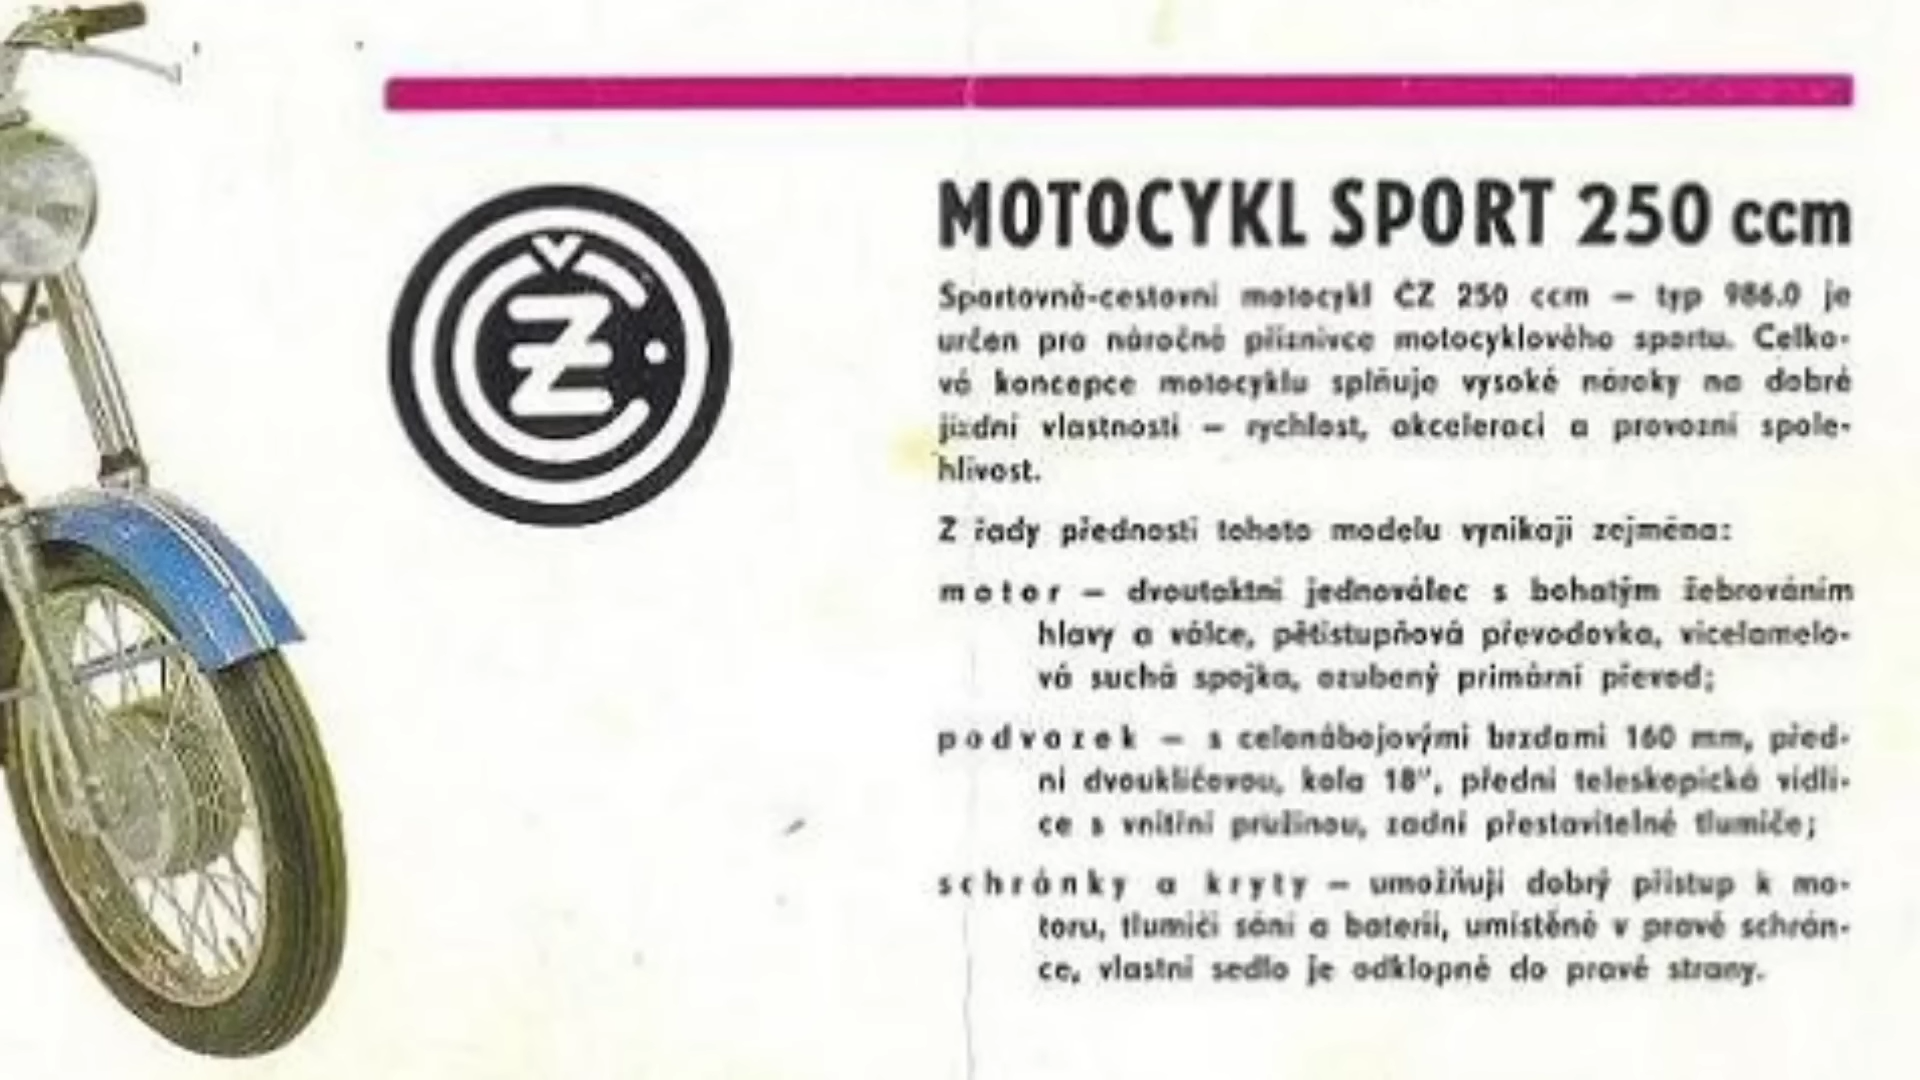 ČZ
MOTOCYKL SPORT 250 ccm
Sportovně-cestovní motocykl ČZ 250 ccm – typ 986.0 je
určen pro náročné příznivce motocyklového sportu. Celko-
vá koncepce motocyklu splňuje vysoké nároky na dobré
jízdní vlastnosti – rychlost, akceleraci a provozní spole-
hlivost.
Z řady předností tohoto modelu vynikají zejména:
motor – dvoutaktní jednoválec s bohatým žebrováním
hlavy a válce, pětistupňová převodovka, vícelamelo-
vá suchá spojka, ozubený primární převod;
podvozek – s celonábojovými brzdami 160 mm, před-
ní dvouklíčovou, kola 18", přední teleskopická vidli-
ce s vnitřní pružinou, zadní přestavitelné tlumiče;
schránky a kryty – umožňují dobrý přístup k mo-
toru, tlumiči sání a baterii, umístěné v pravé schrán-
ce, vlastní sedlo je odklopné do pravé strany.